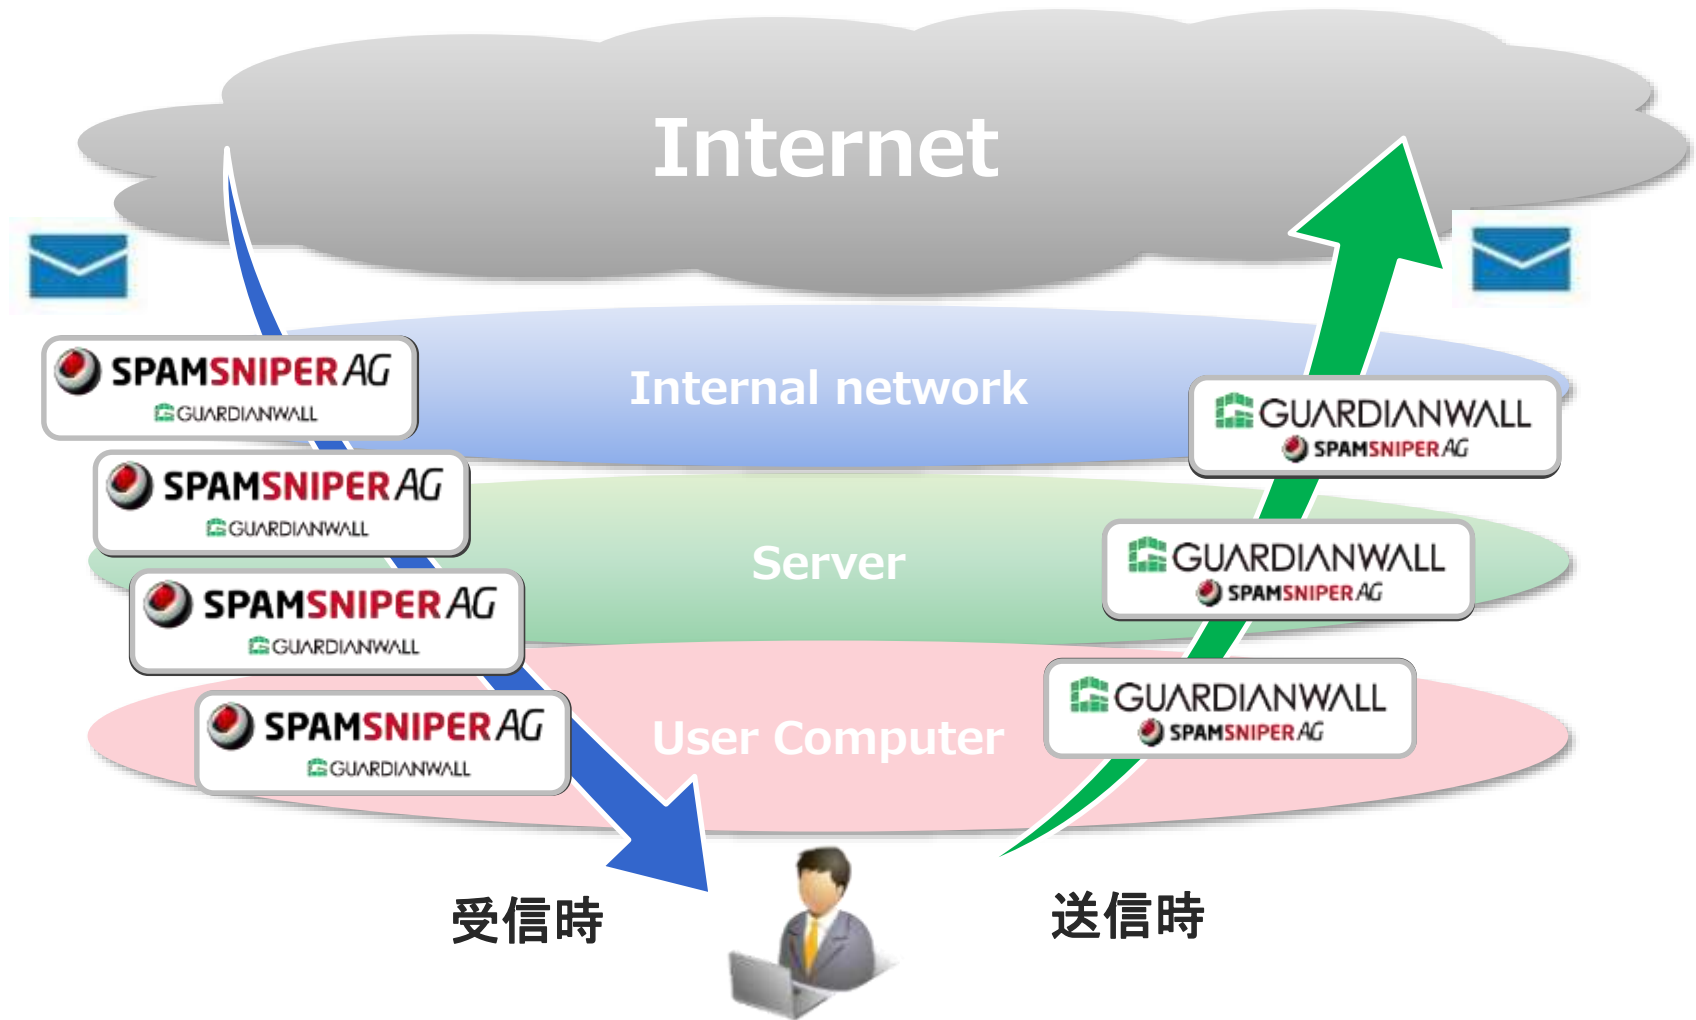 Internet
SPAMSNIPER AG
GUARDIANWALL
Internal network
GUARDIANWALL
SPAMSNIPER AG
SPAMSNIPER AG
GUARDIANWALL
Server
GUARDIANWALL
SPAMSNIPER AG
SPAMSNIPER AG
GUARDIANWALL
SPAMSNIPER AG
GUARDIANWALL
User Computer
GUARDIANWALL
SPAMSNIPER AG
受信時
送信時